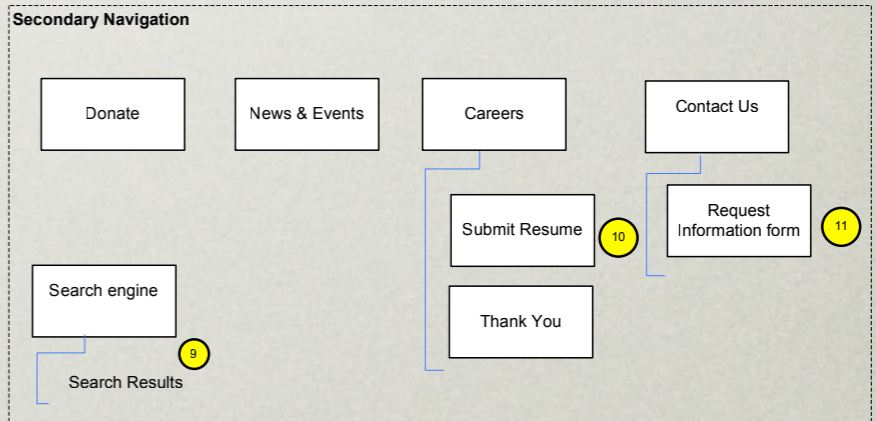 Secondary Navigation
Donate
News & Events
Careers
Contact Us
Submit Resume
10
Request
Information form
11
Search engine
Thank You
9
Search Results